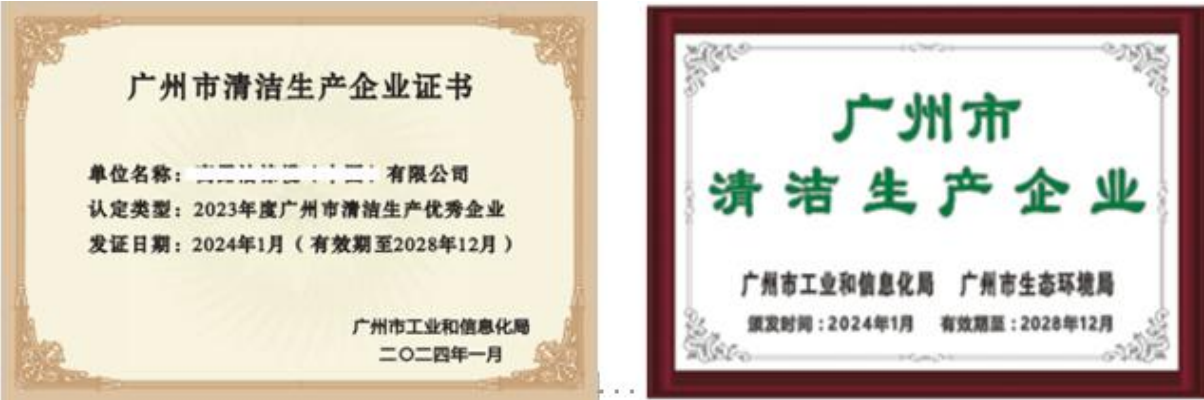 广州市清洁生产企业证书
单位名称：有限公司
认定类型：2023年度广州市清洁生产优秀企业
发证日期：2024年1月（有效期至2028年12月）
广州市工业和信息化局
二〇二四年一月
广州市
清洁生产企业
广州市工业和信息化局 广州市生态环境局
颁发时间：2024年1月 有效期至：2028年12月